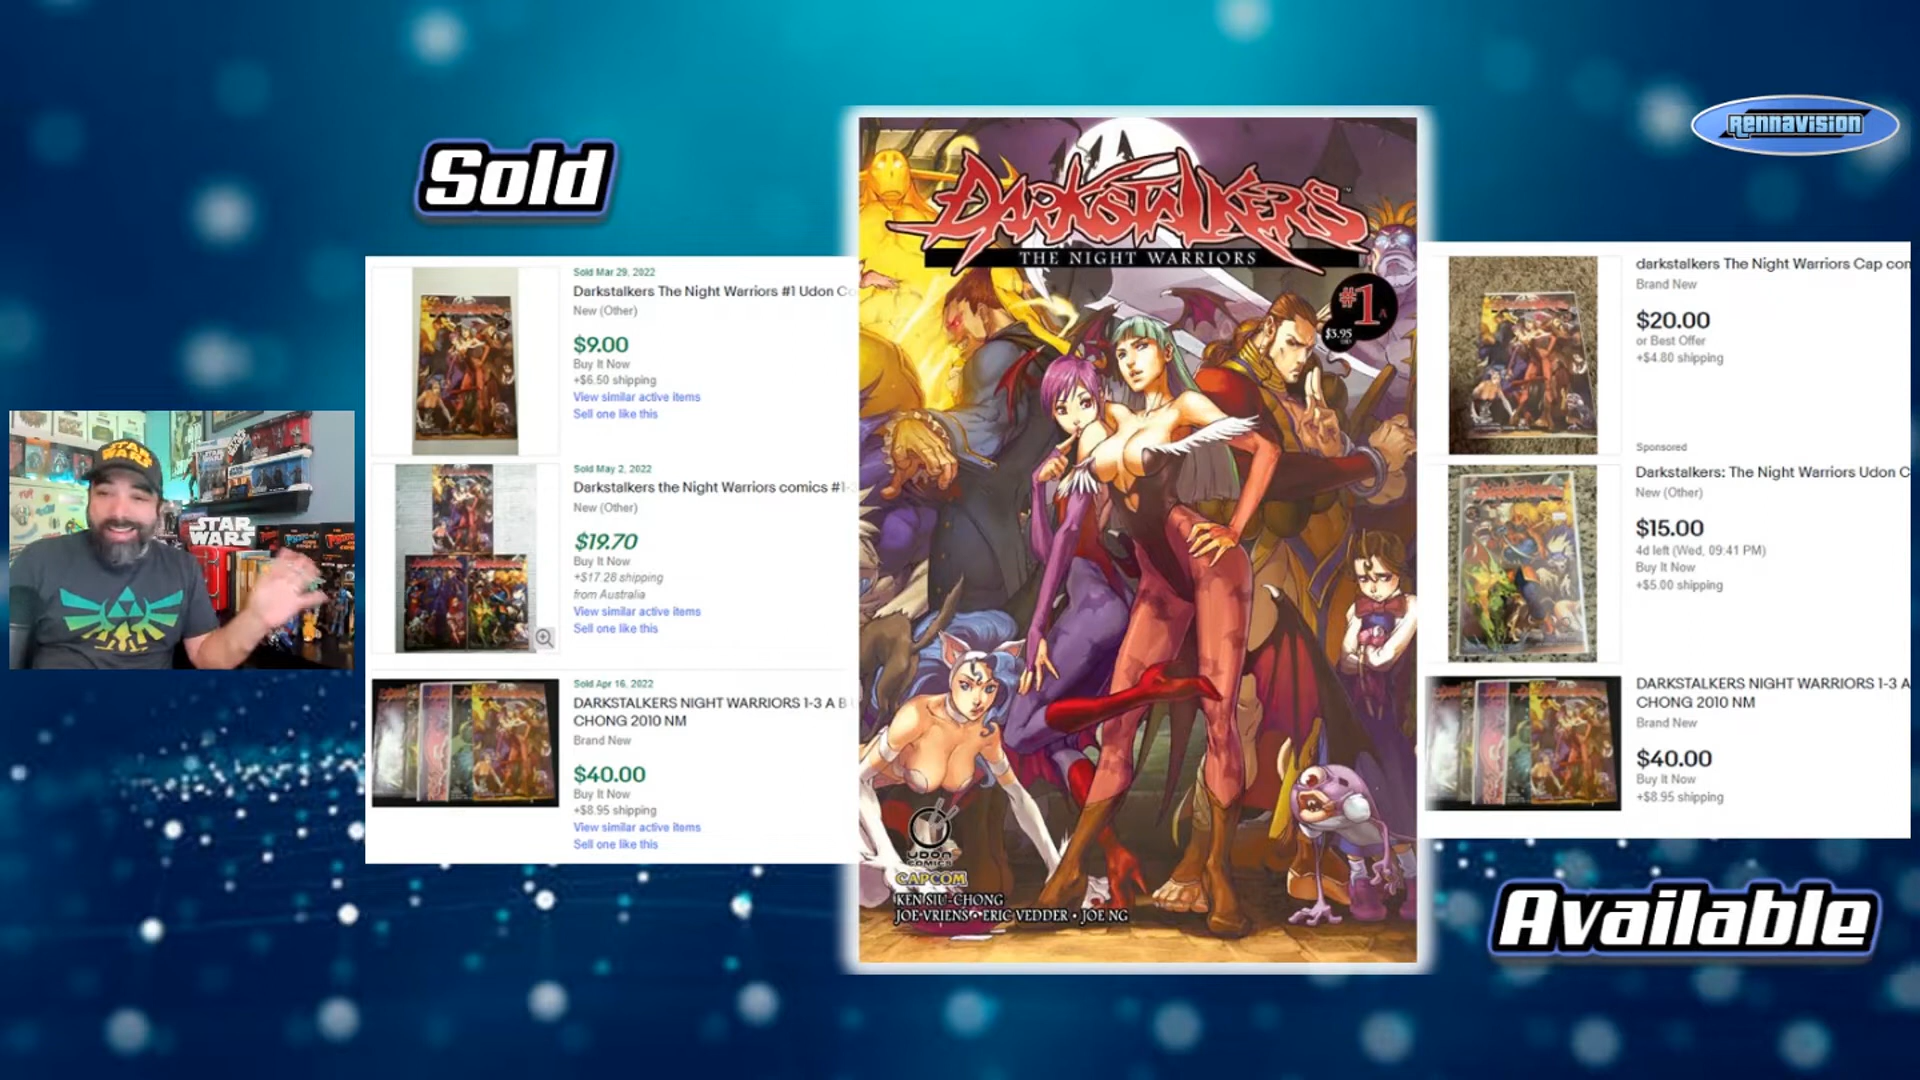 Rennavision
Sold
Sold Mar 29, 2022
Darkstalkers The Night Warriors #1 Udon Co
New (Other)
$9.00
Buy It Now
+$6.50 shipping
View similar active items
Sell one like this
Sold May 2, 2022
Darkstalkers the Night Warriors comics #1-3
New (Other)
$19.70
Buy It Now
+$17.28 shipping
from Australia
View similar active items
Sell one like this
Sold Apr 16, 2022
DARKSTALKERS NIGHT WARRIORS 1-3 A B
CHONG 2010 NM
Brand New
$40.00
Buy It Now
+$8.95 shipping
View similar active items
Sell one like this
STAR
WARS
STAR
WARS
DARKSTALKERS™
THE NIGHT WARRIORS
#1A
$3.95
UDON
COMICS
CAPCOM
KEN SIU-CHONG
JOE VRIENS • ERIC VEDDER • JOE NG
darkstalkers The Night Warriors Cap con
Brand New
$20.00
or Best Offer
+$4.80 shipping
Sponsored
Darkstalkers: The Night Warriors Udon C
New (Other)
$15.00
4d left (Wed, 09:41 PM)
Buy It Now
+$5.00 shipping
DARKSTALKERS NIGHT WARRIORS 1-3 A
CHONG 2010 NM
Brand New
$40.00
Buy It Now
+$8.95 shipping
Available